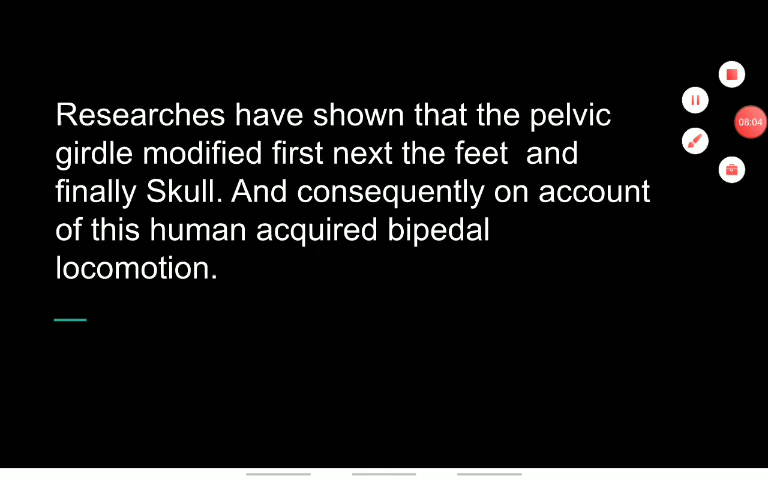 Researches have shown that the pelvic
girdle modified first next the feet  and
finally Skull. And consequently on account
of this human acquired bipedal
locomotion.
08:04